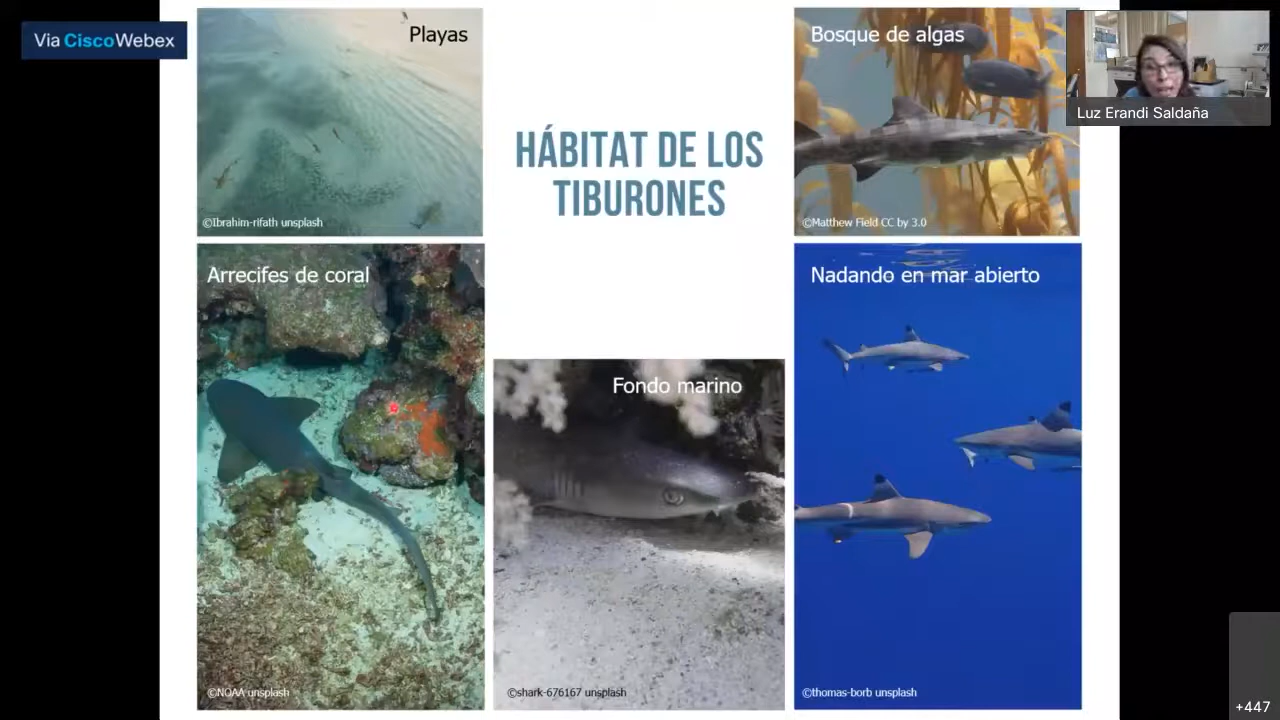 Via CiscoWebex
Playas
©Ibrahim-rifath unsplash
HÁBITAT DE LOS
TIBURONES
Bosque de algas
©Matthew Field CC by 3.0
Luz Erandi Saldaña
Arrecifes de coral
©NOAA unsplash
Fondo marino
©shark-676167 unsplash
Nadando en mar abierto
©thomas-borb unsplash
+447